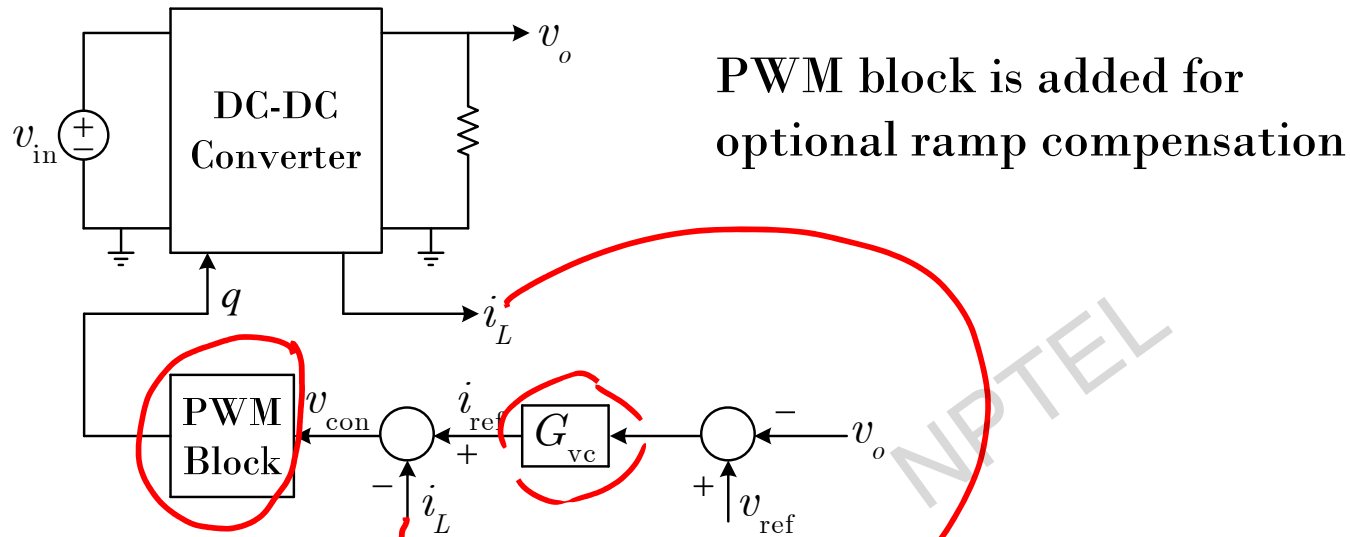 v_o
PWM block is added for
optional ramp compensation
DC-DC
Converter
v_in
+
−
q
i_L
NPTEL
PWM
Block
v_con
i_ref
+
G_vc
−
v_o
−
i_L
+
v_ref